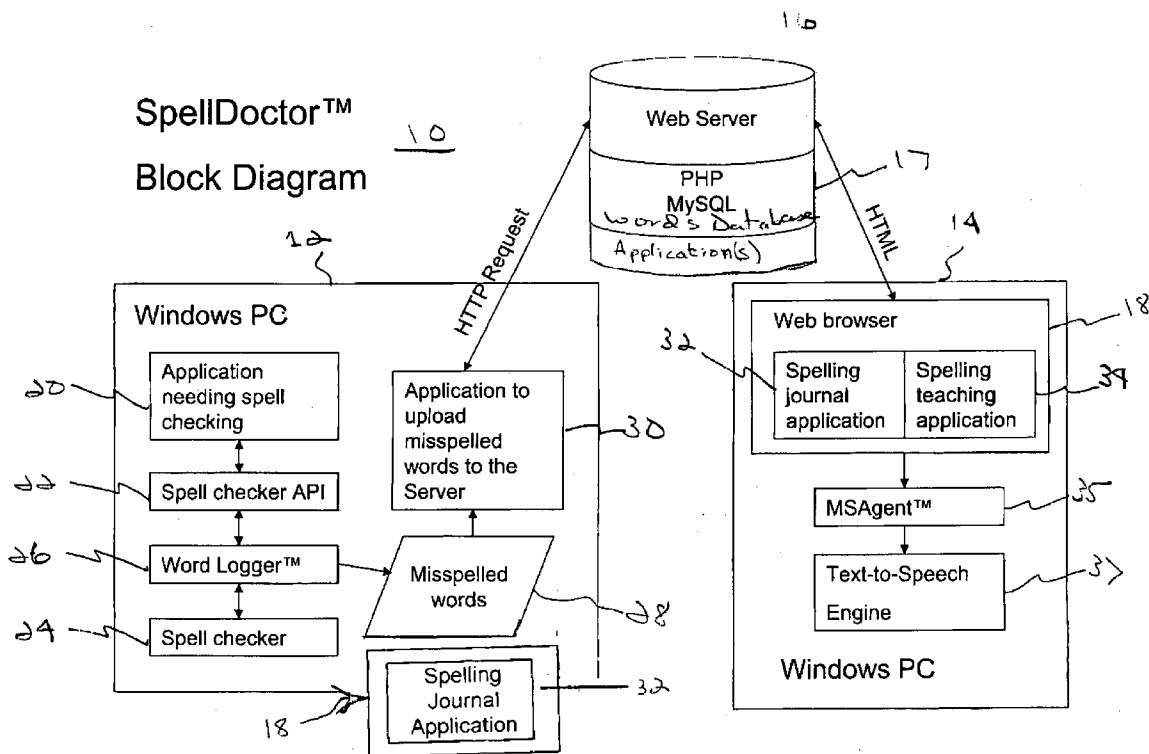 16
SpellDoctor™
10
Block Diagram
Web Server
PHP
MySQL
Words Database
Application(s)
17
HTTP Request
HTML
12
14
Windows PC
Application
needing spell
checking
20
Spell checker API
22
Word Logger™
26
Spell checker
24
Application to
upload
misspelled
words to the
Server
30
Misspelled
words
28
Spelling
Journal
Application
32
18
Web browser
18
32
Spelling
journal
application
Spelling
teaching
application
34
MSAgent™
35
Text-to-Speech
Engine
37
Windows PC